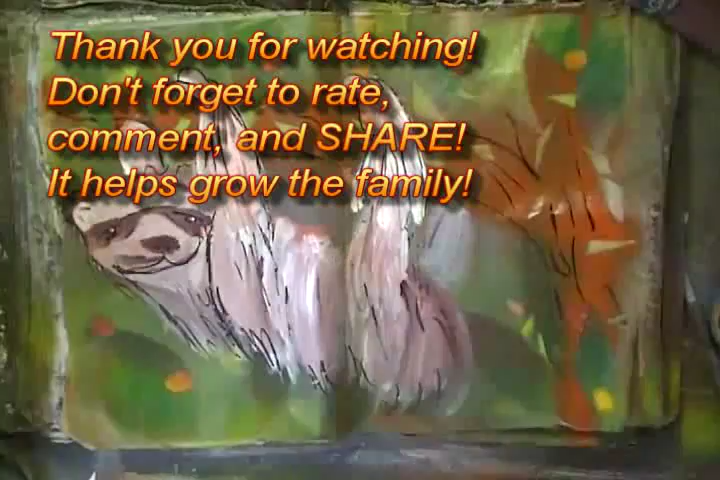 Thank you for watching!
Don't forget to rate,
comment, and SHARE!
It helps grow the family!